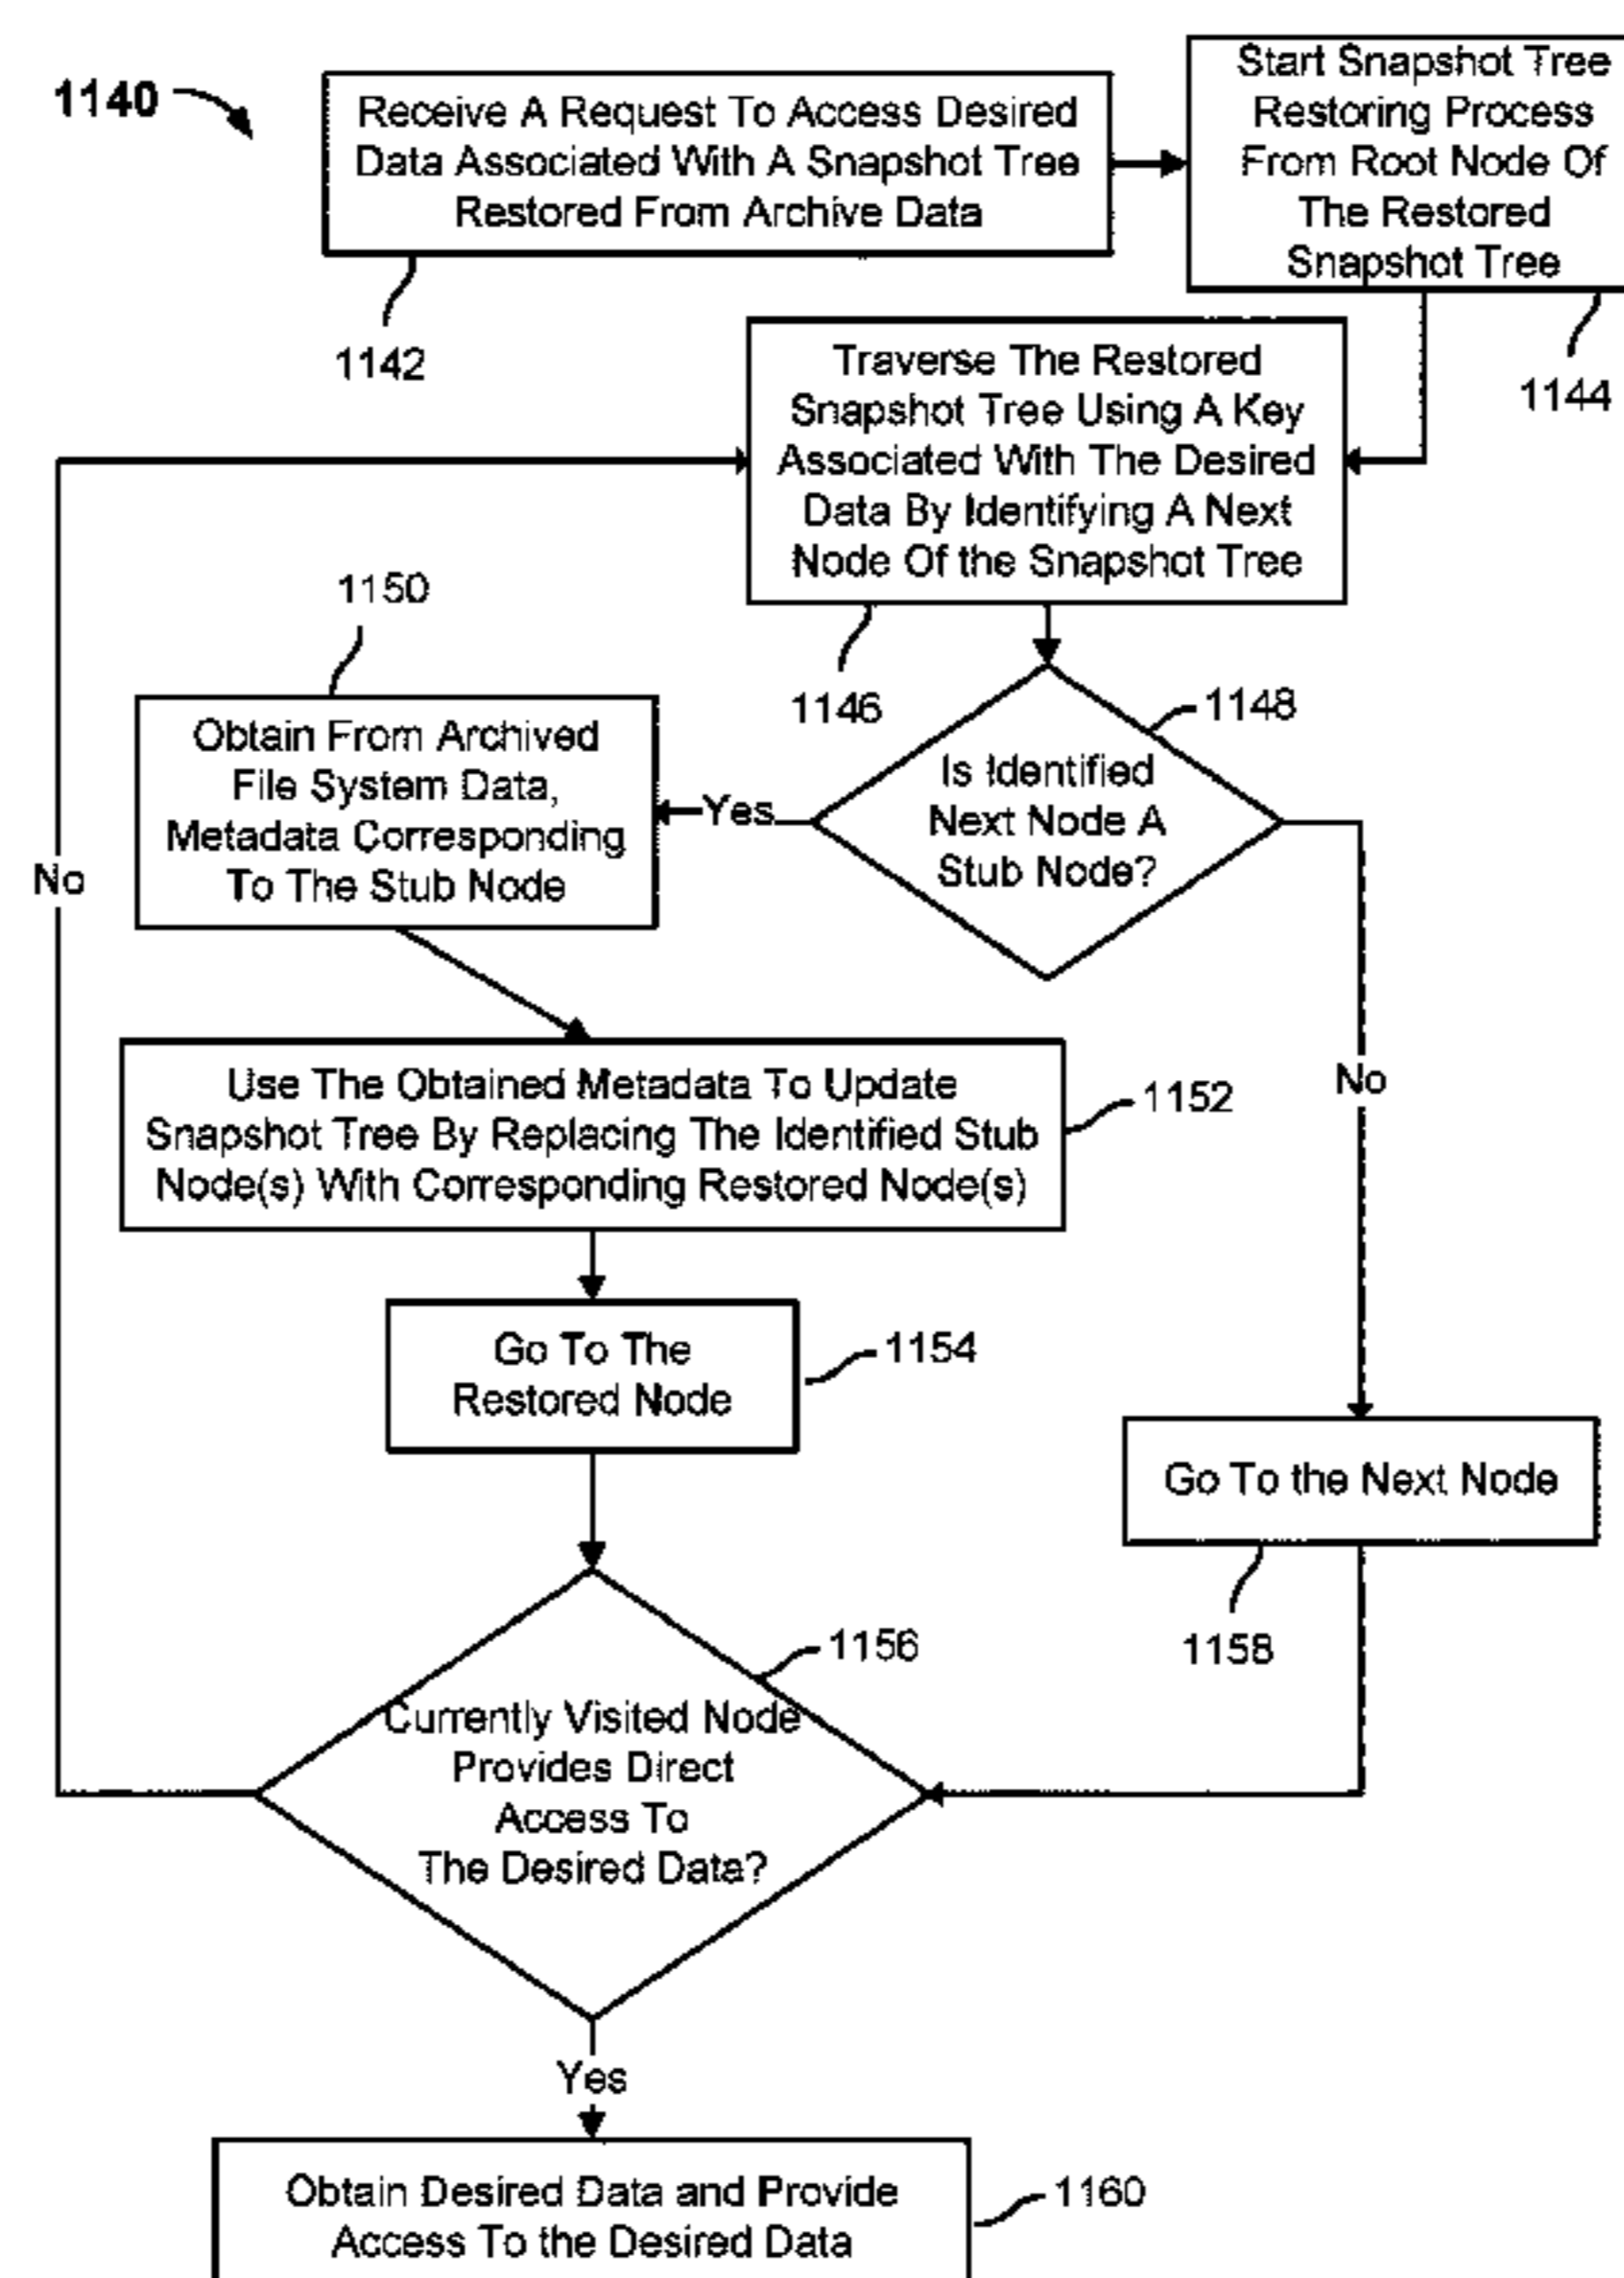 1140
Receive A Request To Access Desired
Data Associated With A Snapshot Tree
Restored From Archive Data
1142
Start Snapshot Tree
Restoring Process
From Root Node Of
The Restored
Snapshot Tree
1144
Traverse The Restored
Snapshot Tree Using A Key
Associated With The Desired
Data By Identifying A Next
Node Of the Snapshot Tree
1146
1148
Is Identified
Next Node A
Stub Node?
Yes
No
1150
Obtain From Archived
File System Data,
Metadata Corresponding
To The Stub Node
No
Use The Obtained Metadata To Update
Snapshot Tree By Replacing The Identified Stub
Node(s) With Corresponding Restored Node(s)
1152
Go To The
Restored Node
1154
Go To the Next Node
1158
1156
Currently Visited Node
Provides Direct
Access To
The Desired Data?
Yes
Obtain Desired Data and Provide
Access To the Desired Data
1160